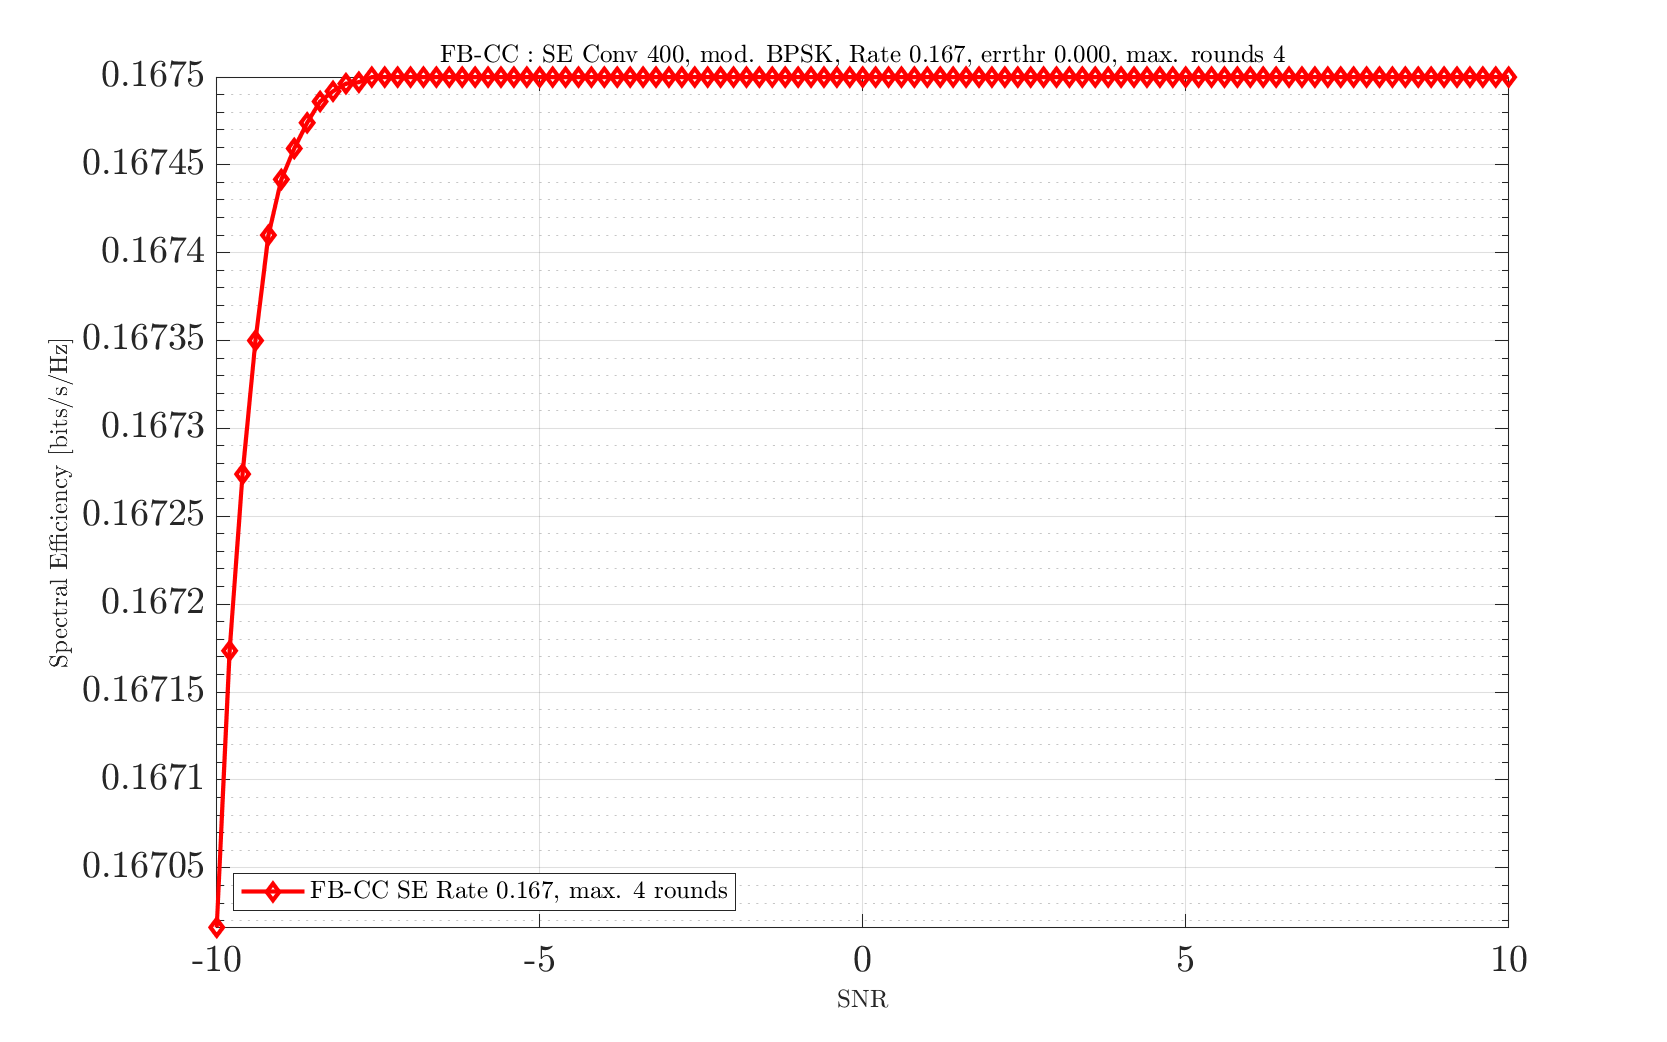 FB-CC : SE Conv 400, mod. BPSK, Rate 0.167, errthr 0.000, max. rounds 4
0.1675
0.16745
0.1674
0.16735
0.1673
0.16725
0.1672
0.16715
0.1671
0.16705
Spectral Efficiency [bits/s/Hz]
FB-CC SE Rate 0.167, max. 4 rounds
-10 -5 0 5 10
SNR